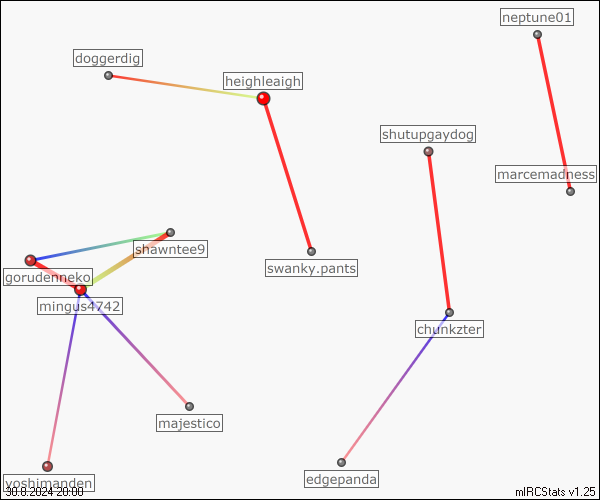 neptune01
doggerdig
heighleaigh
shutupgaydog
marcemadness
shawntee9
swanky.pants
gorudenneko
mingus4742
chunkzter
majestico
edgepanda
yoshimanden
30.8.2024 20:00
mIRCStats v1.25